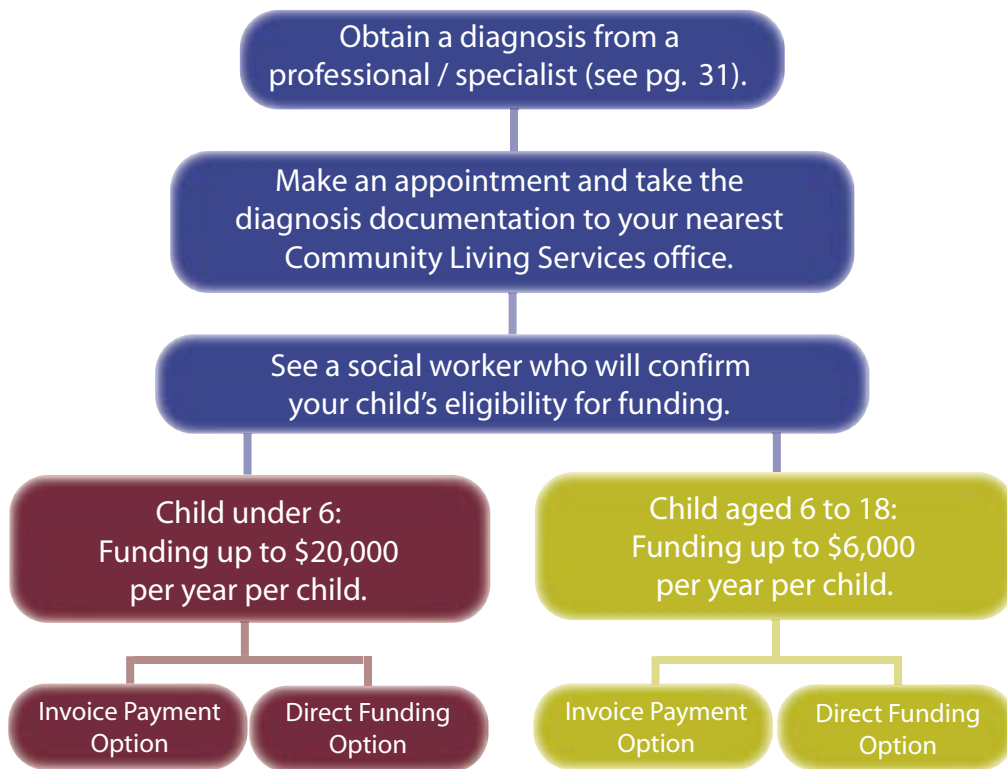 Obtain a diagnosis from a
professional / specialist (see pg. 31).
Make an appointment and take the
diagnosis documentation to your nearest
Community Living Services office.
See a social worker who will confirm
your child’s eligibility for funding.
Child under 6:
Funding up to $20,000
per year per child.
Child aged 6 to 18:
Funding up to $6,000
per year per child.
Invoice Payment
Option
Direct Funding
Option
Invoice Payment
Option
Direct Funding
Option